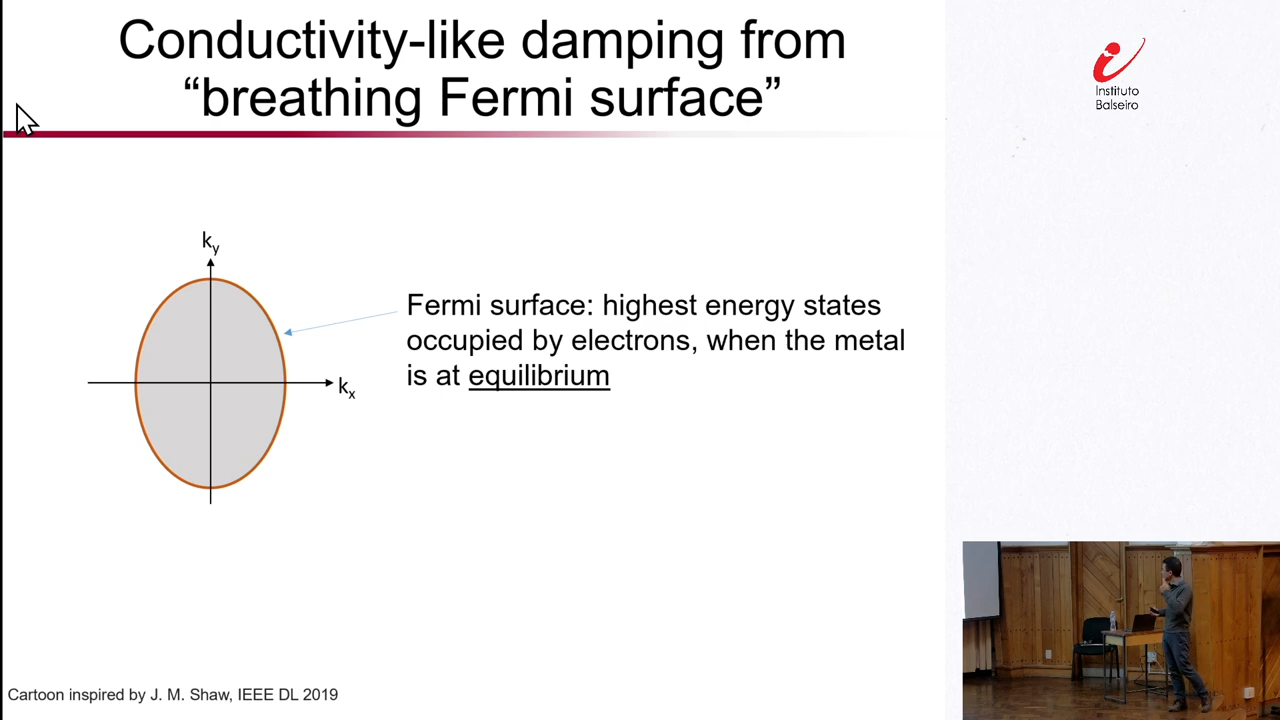 Conductivity-like damping from
“breathing Fermi surface”
Instituto
Balseiro
ky
kx
Fermi surface: highest energy states
occupied by electrons, when the metal
is at equilibrium
Cartoon inspired by J. M. Shaw, IEEE DL 2019